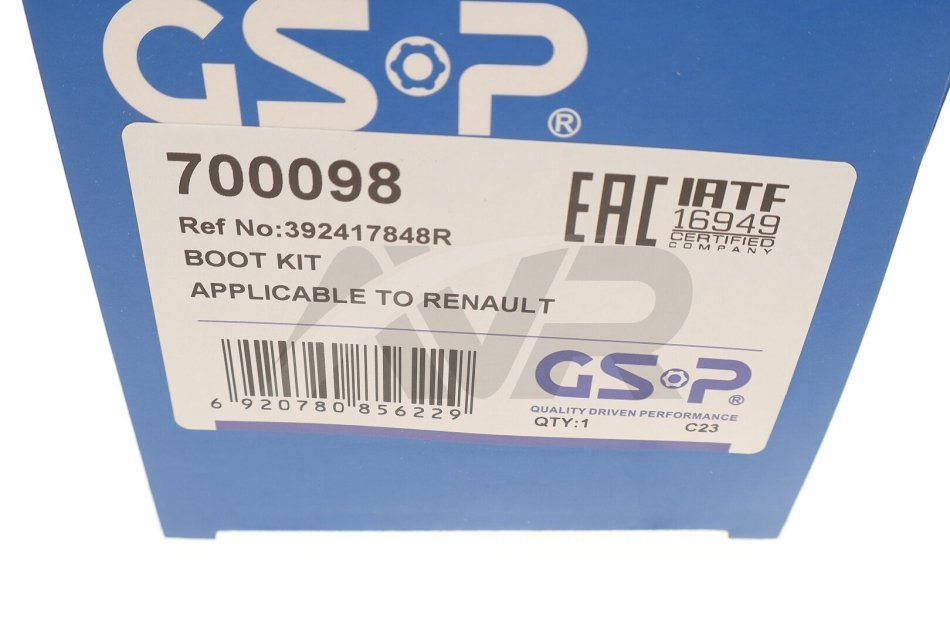 GSP®
700098
Ref No:392417848R
BOOT KIT
APPLICABLE TO RENAULT
EAC
IATF
16949
CERTIFIED
COMPANY
6 920780 856229
GSP®
QUALITY DRIVEN PERFORMANCE
QTY:1 C23